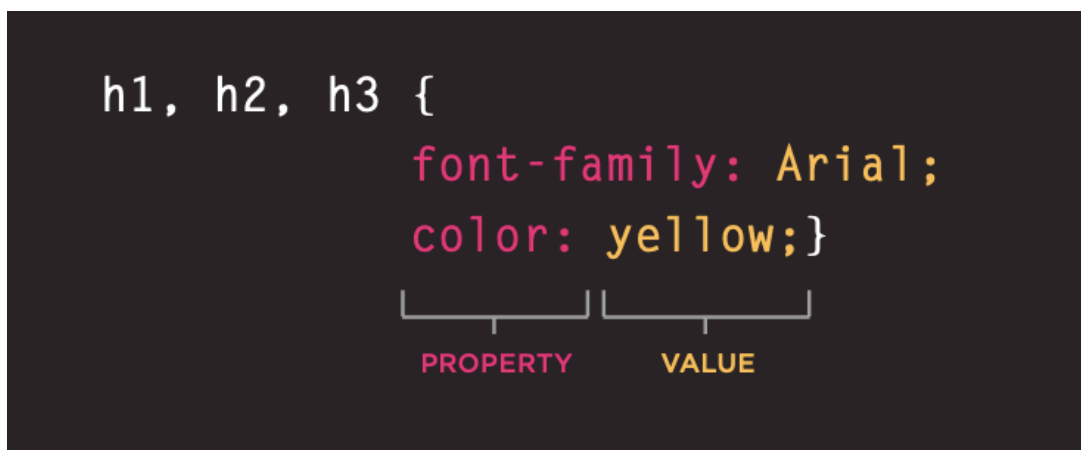 h1, h2, h3 {
font-family: Arial;
color: yellow;}
PROPERTY VALUE